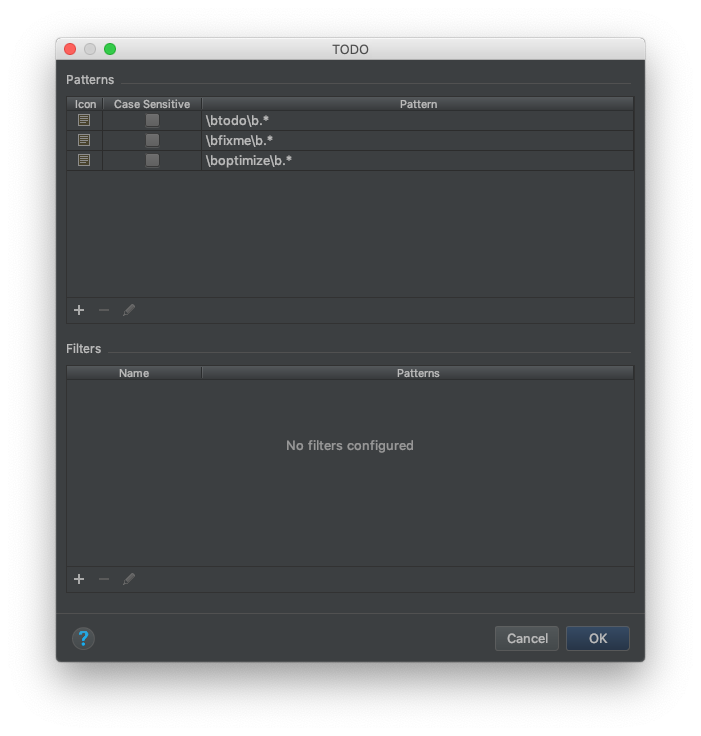 TODO
Patterns
Icon Case Sensitive Pattern
\btodo\b.*
\bfixme\b.*
\boptimize\b.*
Filters
Name Patterns
No filters configured
? Cancel OK